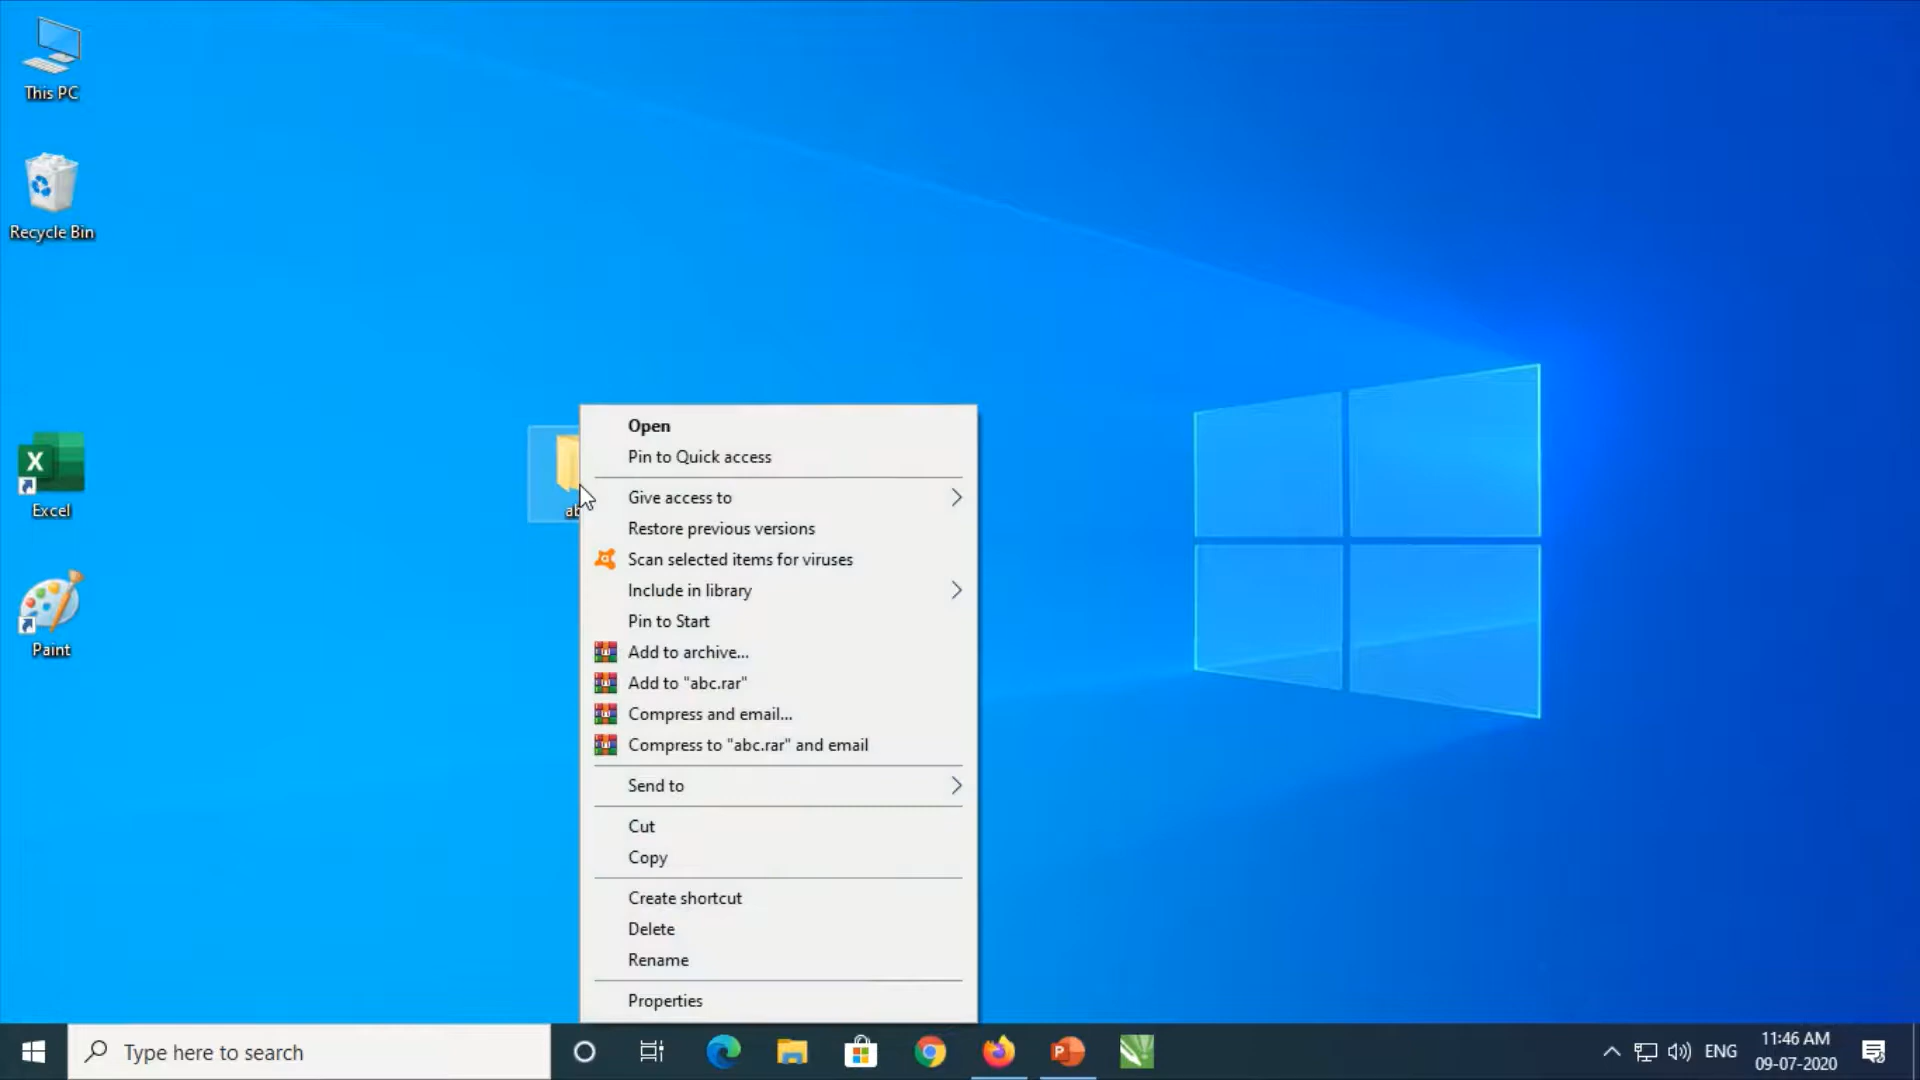 This PC
Recycle Bin
Excel
Paint
Open
Pin to Quick access
Give access to
Restore previous versions
Scan selected items for viruses
Include in library
Pin to Start
Add to archive...
Add to "abc.rar"
Compress and email...
Compress to "abc.rar" and email
Send to
Cut
Copy
Create shortcut
Delete
Rename
Properties
Type here to search
ENG
11:46 AM
09-07-2020